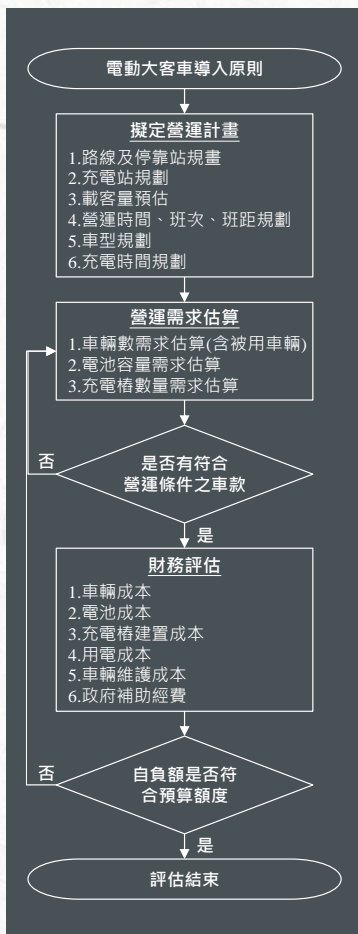 電動大客車導入原則
擬定營運計畫
1.路線及停靠站規畫
2.充電站規劃
3.載客量預估
4.營運時間、班次、班距規劃
5.車型規劃
6.充電時間規劃
營運需求估算
1.車輛數需求估算(含被用車輛)
2.電池容量需求估算
3.充電樁數量需求估算
否
是否有符合
營運條件之車款
是
財務評估
1.車輛成本
2.電池成本
3.充電樁建置成本
4.用電成本
5.車輛維護成本
6.政府補助經費
否
自負額是否符
合預算額度
是
評估結束